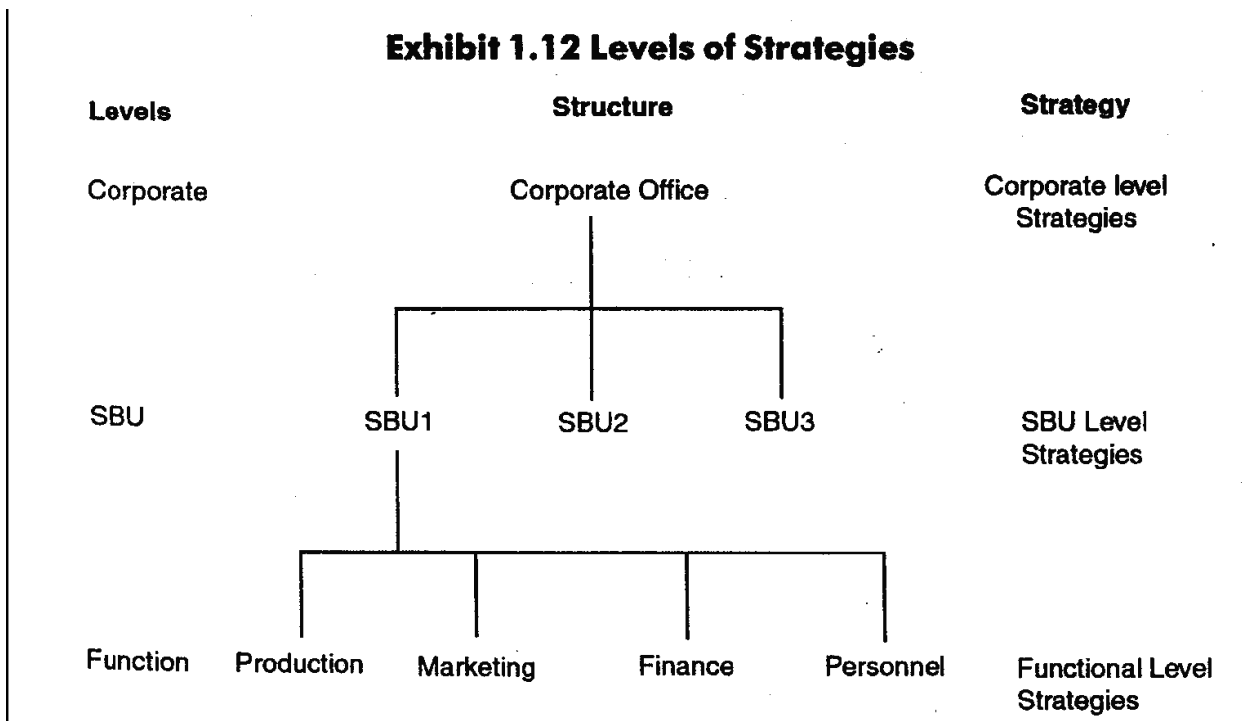 Exhibit 1.12 Levels of Strategies
Levels Structure Strategy
Corporate Corporate Office Corporate level
Strategies
SBU SBU1 SBU2 SBU3 SBU Level
Strategies
Function Production Marketing Finance Personnel Functional Level
Strategies